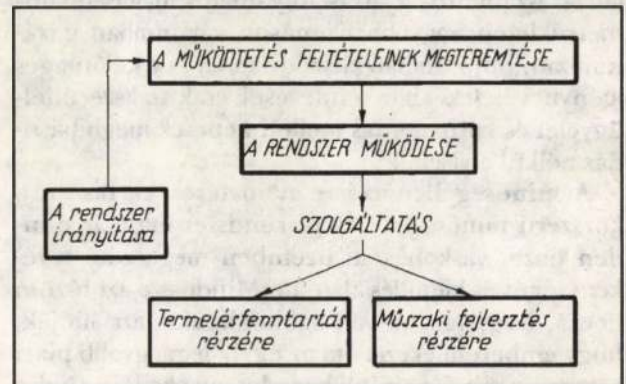 A MŰKÖDTETÉS FELTÉTELEINEK MEGTEREMTÉSE
A RENDSZER MŰKÖDÉSE
A rendszer
irányítása
SZOLGÁLTATÁS
Termelésfenntartás
részére
Műszaki fejlesztés
részére